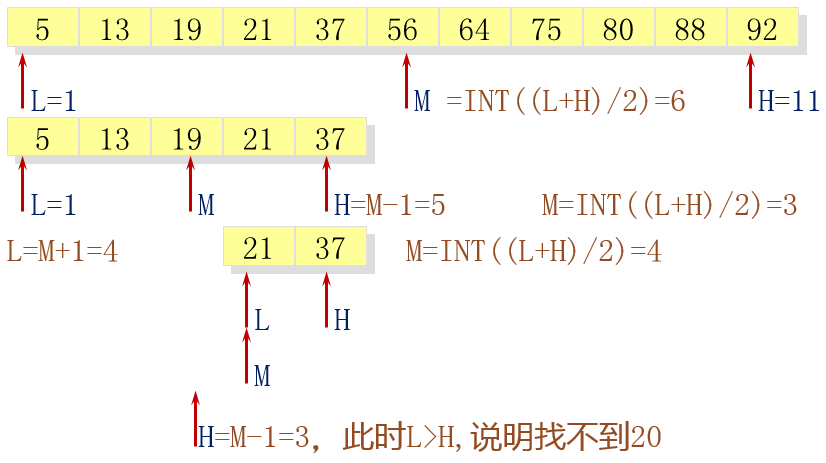 5 13 19 21 37 56 64 75 80 88 92
L=1 M =INT((L+H)/2)=6 H=11
5 13 19 21 37
L=1 M H=M-1=5 M=INT((L+H)/2)=3
L=M+1=4 21 37 M=INT((L+H)/2)=4
L H
M
H=M-1=3，此时L>H,说明找不到20